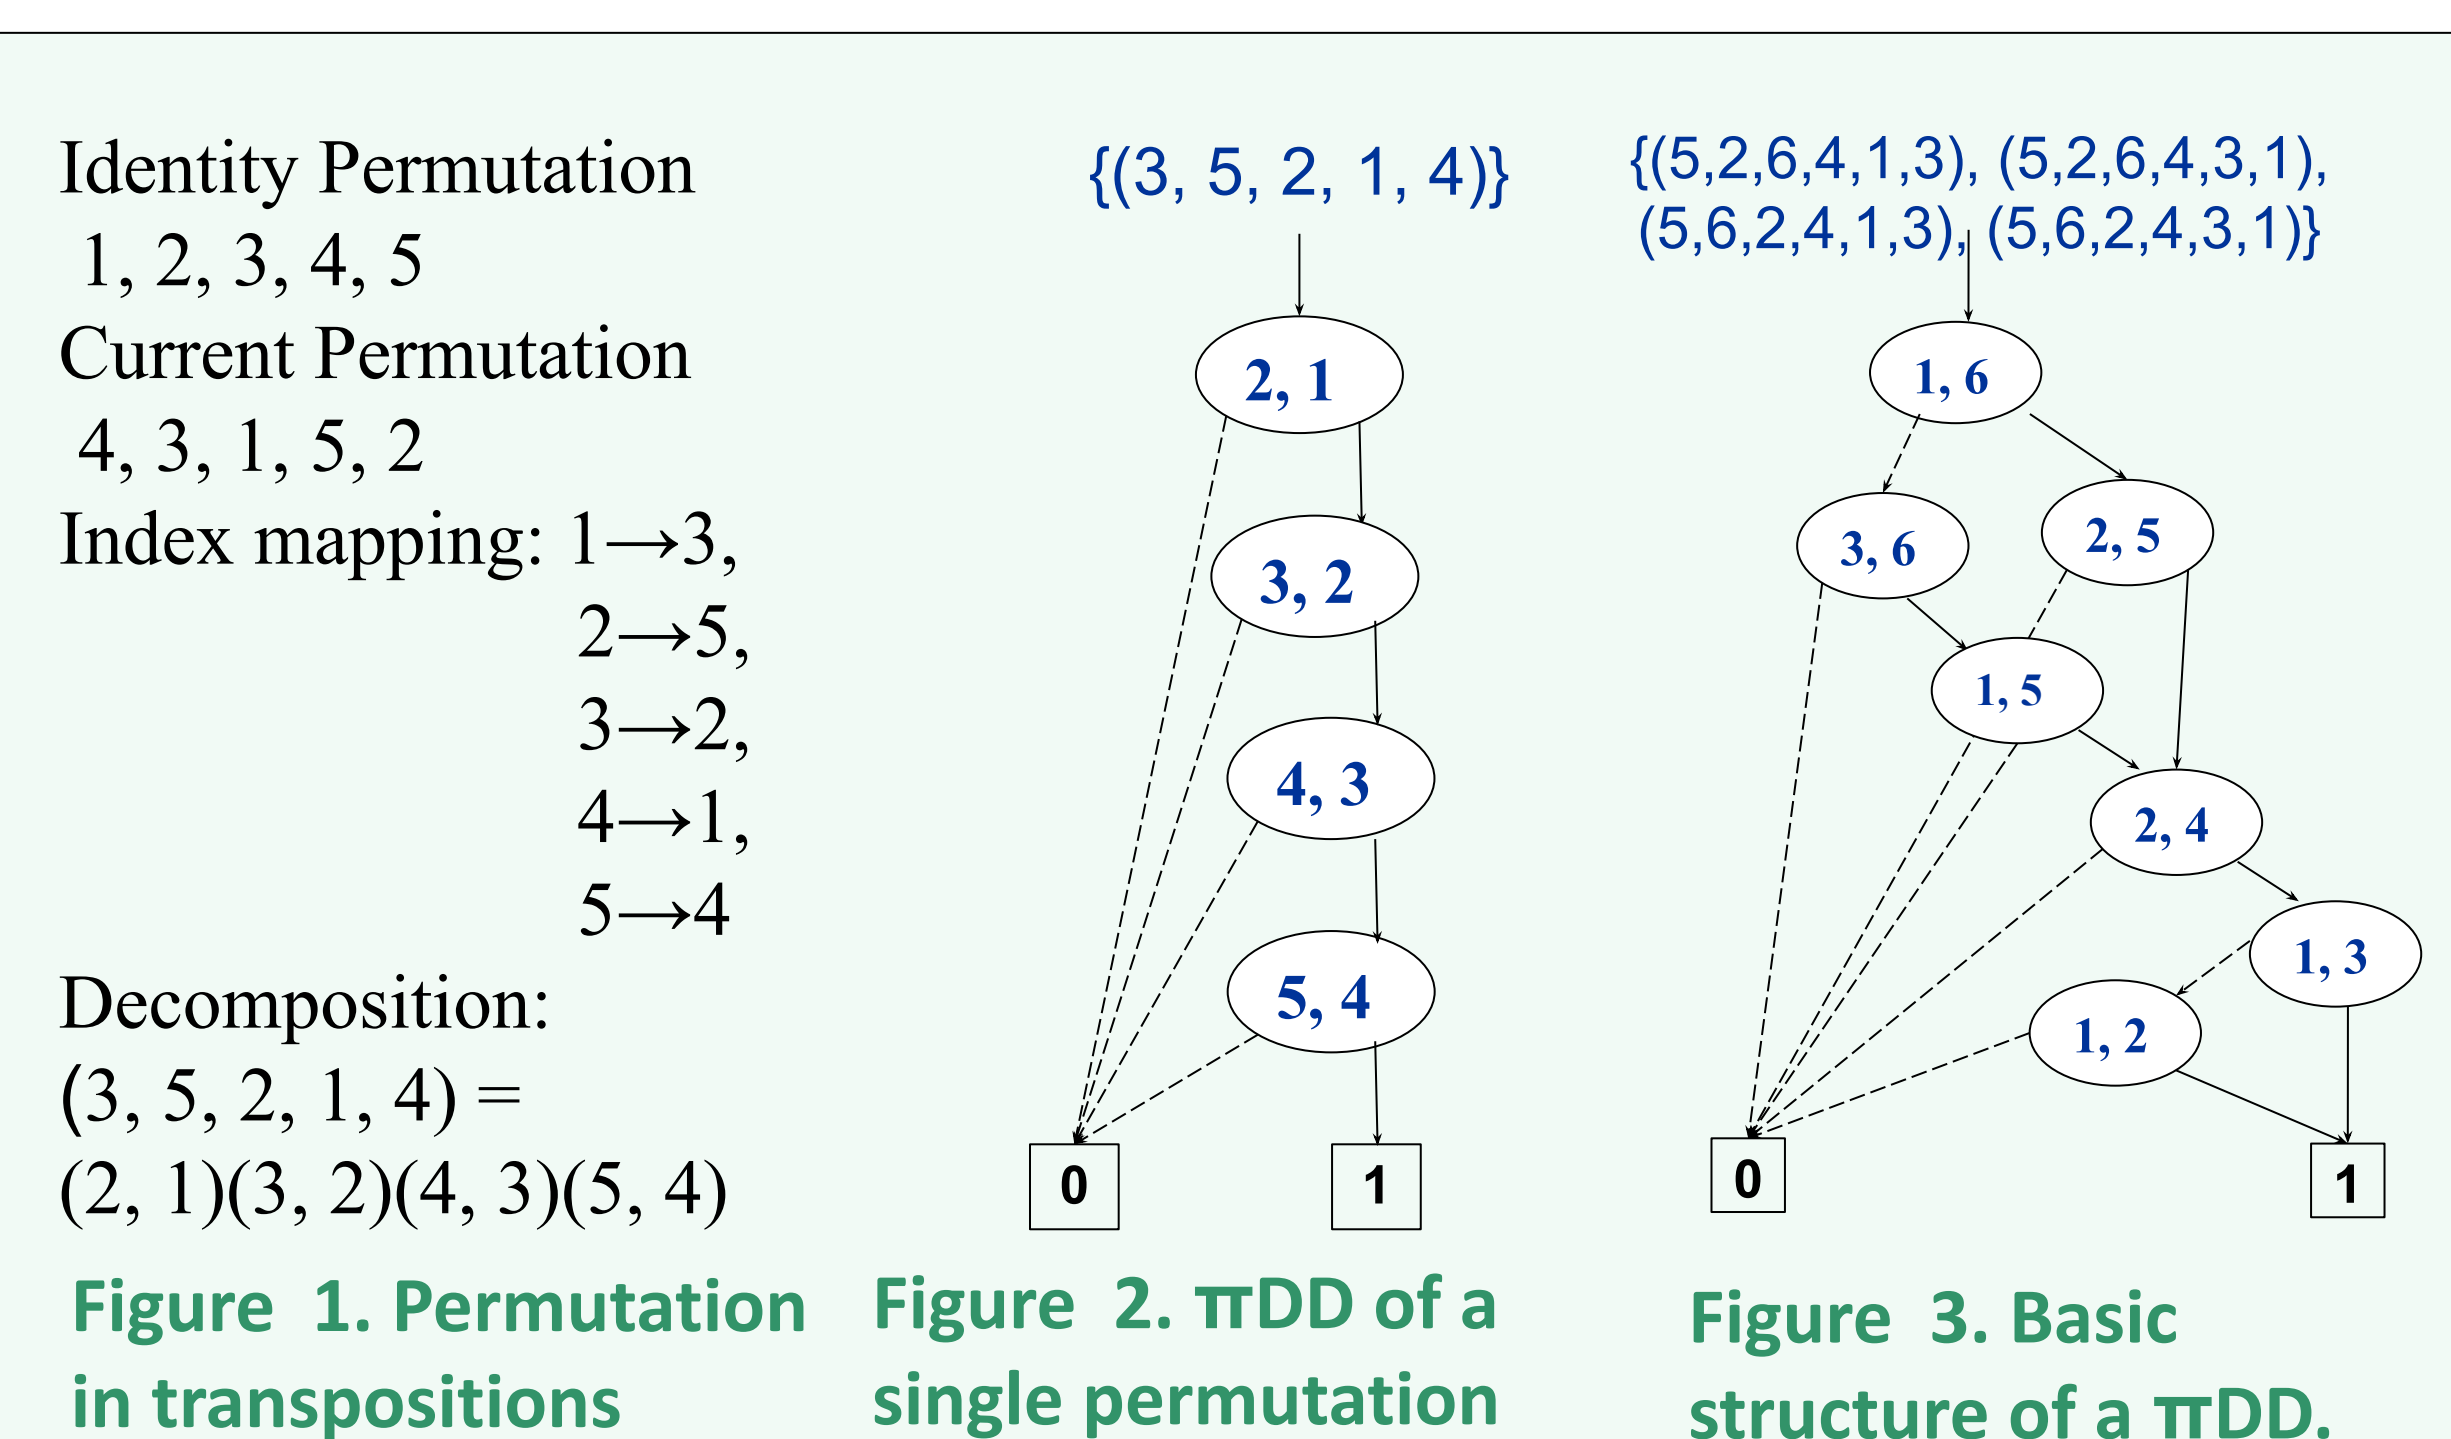 Identity Permutation
1, 2, 3, 4, 5
Current Permutation
4, 3, 1, 5, 2
Index mapping: 1→3,
2→5,
3→2,
4→1,
5→4
Decomposition:
(3, 5, 2, 1, 4) =
(2, 1)(3, 2)(4, 3)(5, 4)
Figure 1. Permutation
in transpositions
{(3, 5, 2, 1, 4)}
2, 1
3, 2
4, 3
5, 4
0
1
Figure 2. πDD of a
single permutation
{(5,2,6,4,1,3), (5,2,6,4,3,1),
(5,6,2,4,1,3), (5,6,2,4,3,1)}
1, 6
3, 6
2, 5
1, 5
2, 4
1, 3
1, 2
0
1
Figure 3. Basic
structure of a πDD.